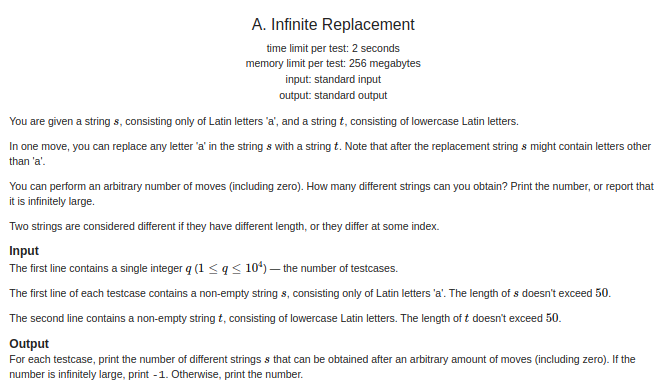 A. Infinite Replacement
time limit per test: 2 seconds
memory limit per test: 256 megabytes
input: standard input
output: standard output
You are given a string s, consisting only of Latin letters 'a', and a string t, consisting of lowercase Latin letters.
In one move, you can replace any letter 'a' in the string s with a string t. Note that after the replacement string s might contain letters other
than 'a'.
You can perform an arbitrary number of moves (including zero). How many different strings can you obtain? Print the number, or report that
it is infinitely large.
Two strings are considered different if they have different length, or they differ at some index.
Input
The first line contains a single integer q (1 ≤ q ≤ 10⁴) — the number of testcases.
The first line of each testcase contains a non-empty string s, consisting only of Latin letters 'a'. The length of s doesn't exceed 50.
The second line contains a non-empty string t, consisting of lowercase Latin letters. The length of t doesn't exceed 50.
Output
For each testcase, print the number of different strings s that can be obtained after an arbitrary amount of moves (including zero). If the
number is infinitely large, print -1. Otherwise, print the number.